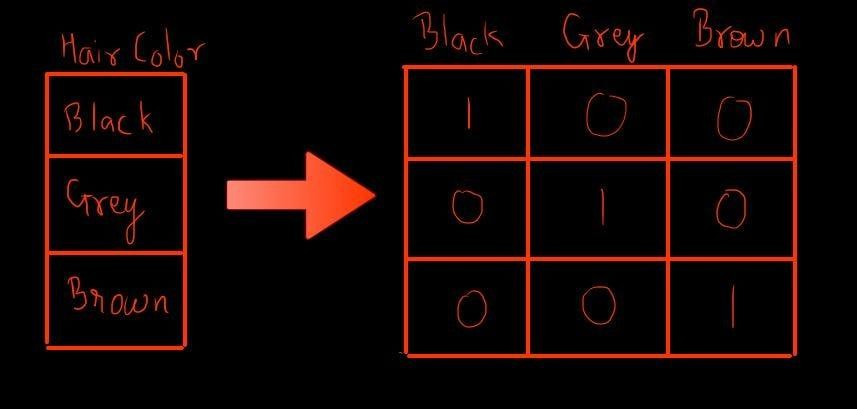 Hair Color
Black
Grey
Brown
Black Grey Brown
1 0 0
0 1 0
0 0 1